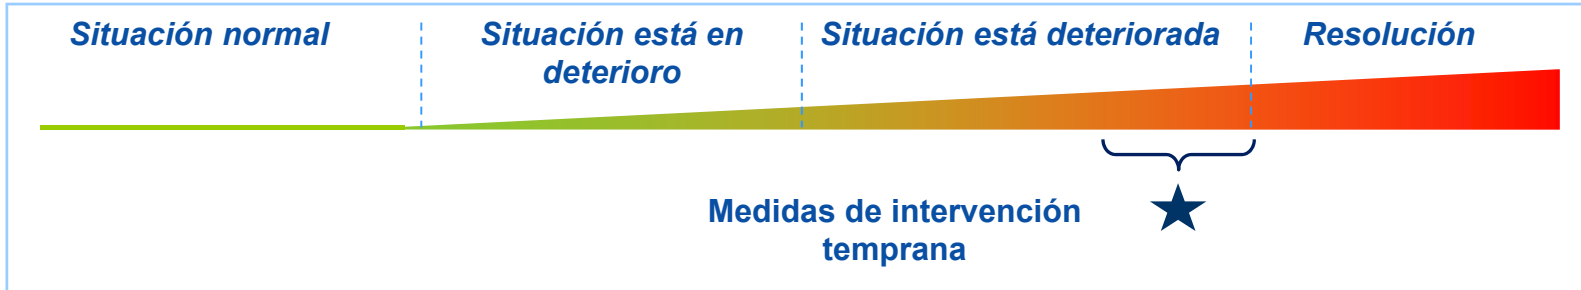 Situación normal
Situación está en
deterioro
Situación está deteriorada
Resolución
Medidas de intervención
temprana